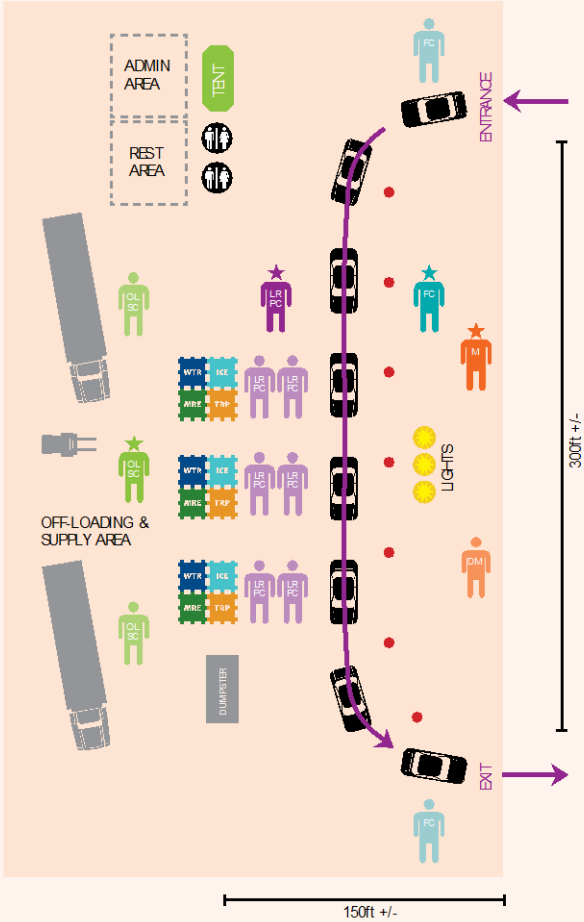 FC
ADMIN
AREA
TENT
ENTRANCE
REST
AREA
OL
SC
LR
PC
FC
M
WTR
ICE
MRE
TRP
LR
PC
LR
PC
300ft +/-
LIGHTS
OL
SC
WTR
ICE
MRE
TRP
LR
PC
LR
PC
OFF-LOADING &
SUPPLY AREA
DM
WTR
ICE
MRE
TRP
LR
PC
LR
PC
OL
SC
DUMPSTER
EXIT
FC
150ft +/-